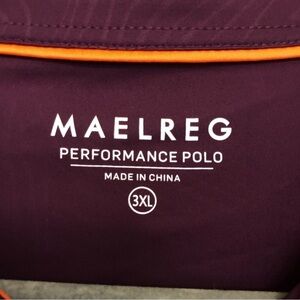 MAELREG
PERFORMANCE POLO
MADE IN CHINA
3XL